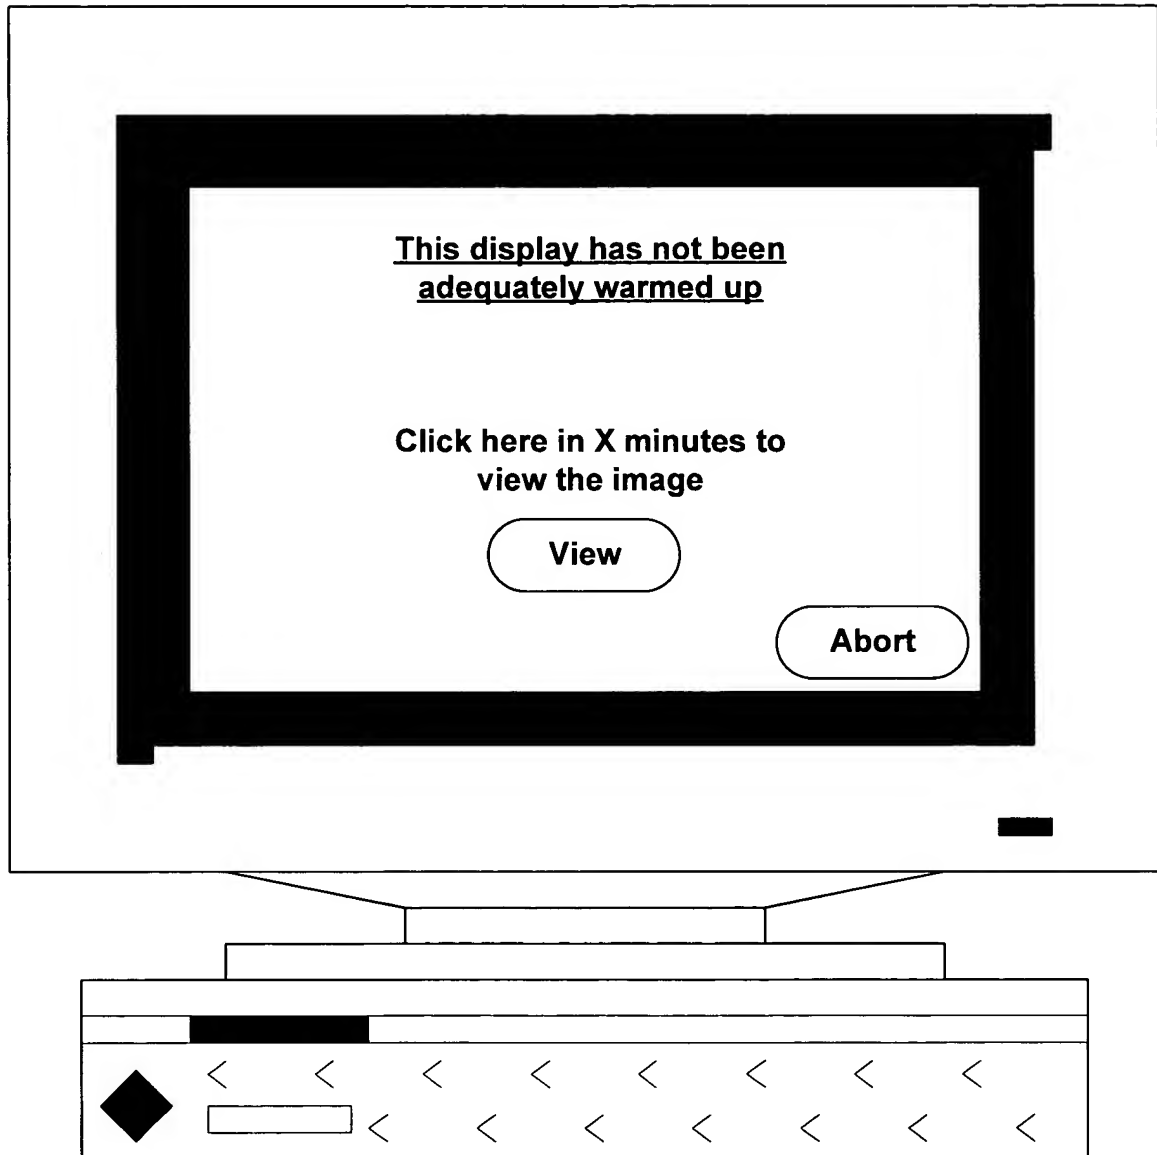 This display has not been
adequately warmed up
Click here in X minutes to
view the image
View
Abort